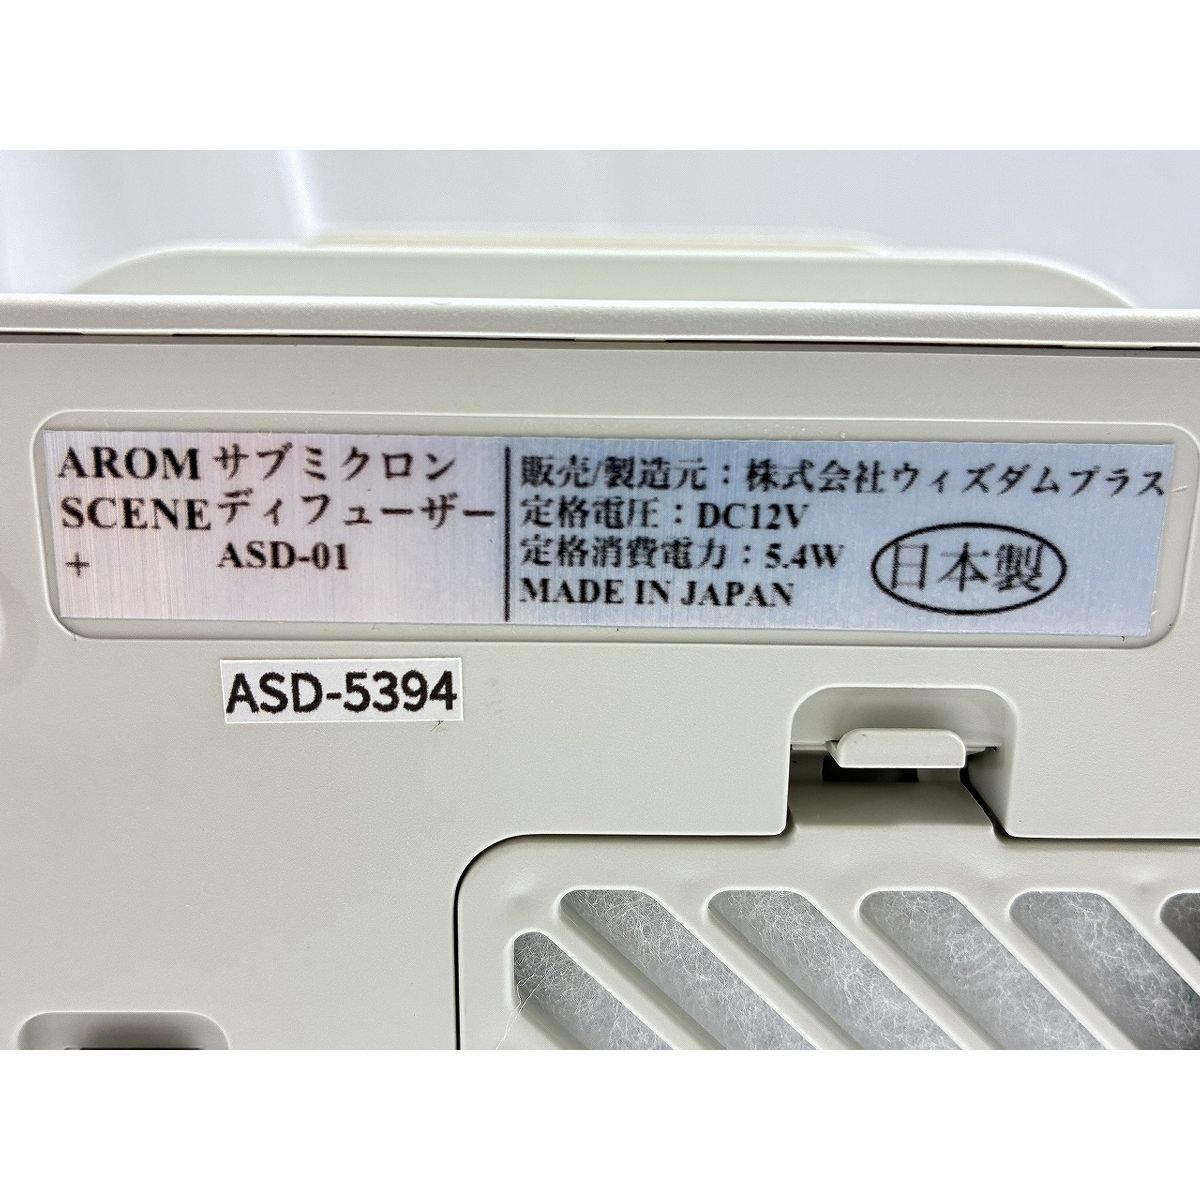 AROM サブミクロン
SCENE ディフューザー
+ ASD-01
販売/製造元：株式会社ウィズダムプラス
定格電圧：DC12V
定格消費電力：5.4W
MADE IN JAPAN
日本製
ASD-5394